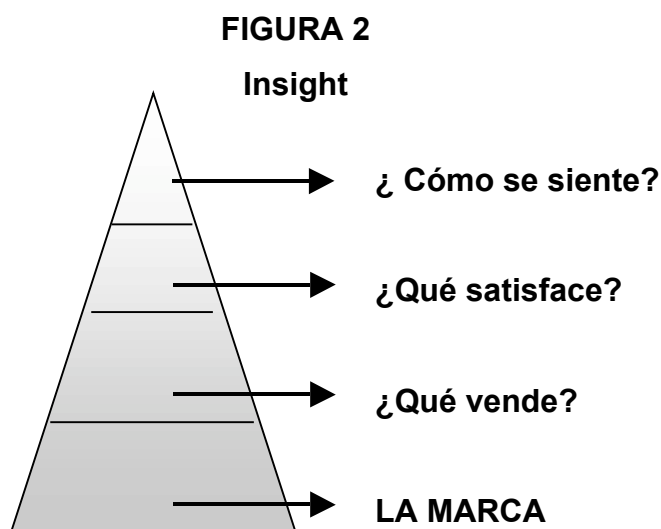 FIGURA 2
Insight
¿ Cómo se siente?
¿Qué satisface?
¿Qué vende?
LA MARCA